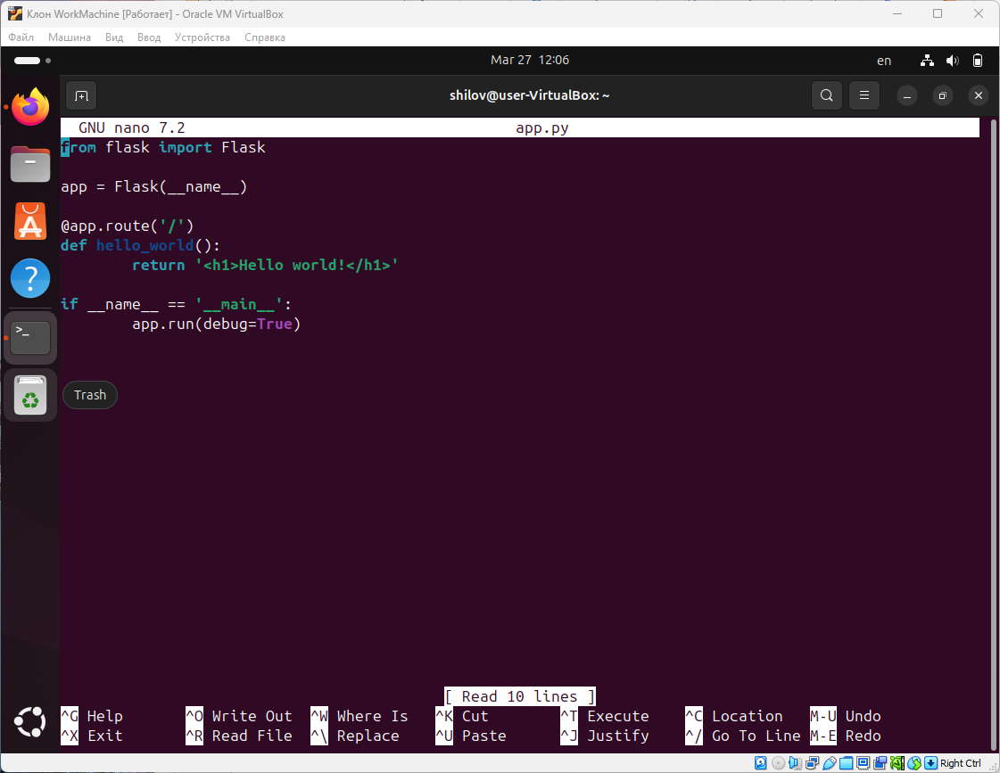 Клон WorkMachine [Работает] - Oracle VM VirtualBox
Файл Машина Вид Ввод Устройства Справка
Mar 27 12:06 en
shilov@user-VirtualBox: ~
GNU nano 7.2 app.py
from flask import Flask
app = Flask(__name__)
@app.route('/')
def hello_world():
return '<h1>Hello world!</h1>'
if __name__ == '__main__':
app.run(debug=True)
Trash
[ Read 10 lines ]
^G Help ^O Write Out ^W Where Is ^K Cut ^T Execute ^C Location M-U Undo
^X Exit ^R Read File ^\ Replace ^U Paste ^J Justify ^/ Go To Line M-E Redo
Right Ctrl